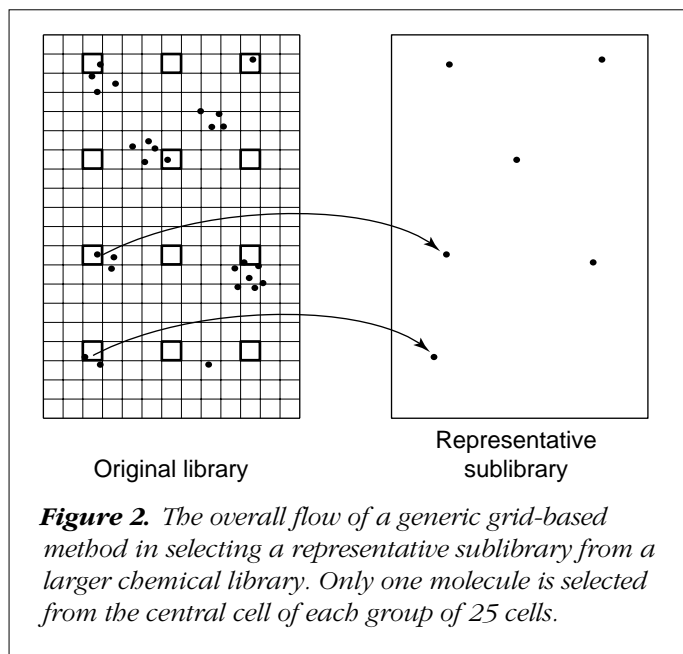 Original library
Representative
sublibrary
Figure 2. The overall flow of a generic grid-based
method in selecting a representative sublibrary from a
larger chemical library. Only one molecule is selected
from the central cell of each group of 25 cells.